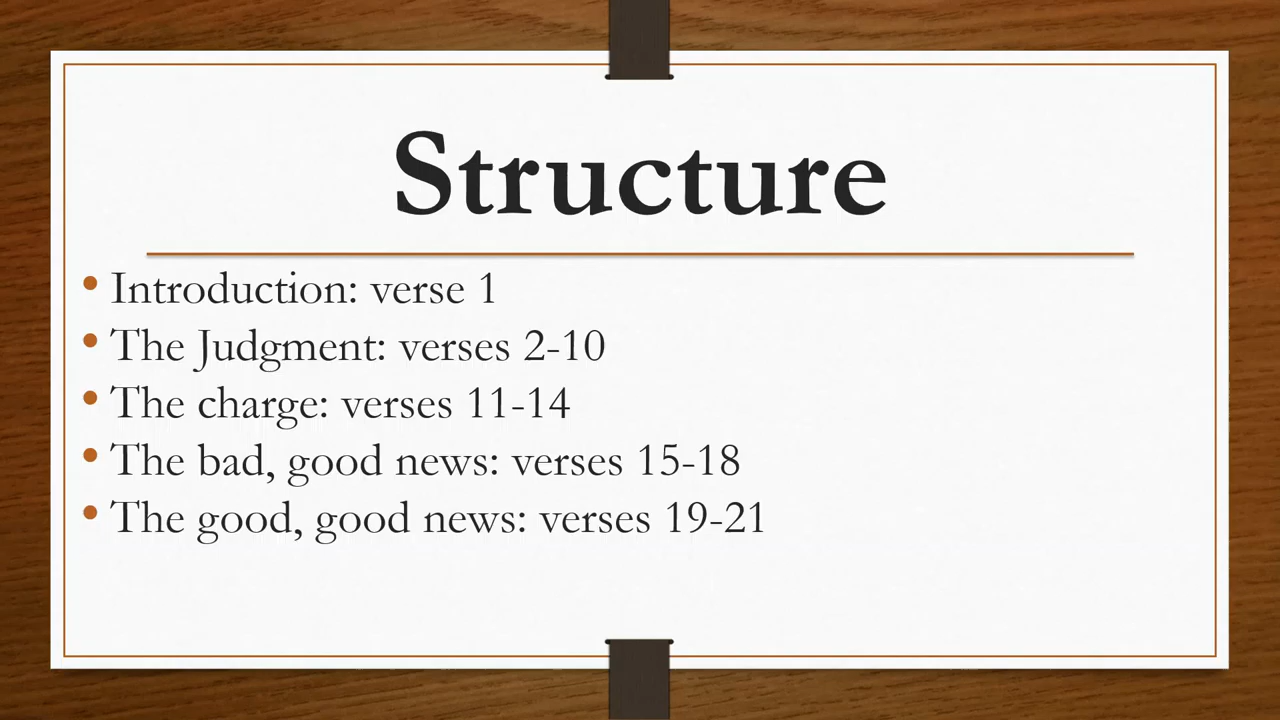 Structure
• Introduction: verse 1
• The Judgment: verses 2-10
• The charge: verses 11-14
• The bad, good news: verses 15-18
• The good, good news: verses 19-21